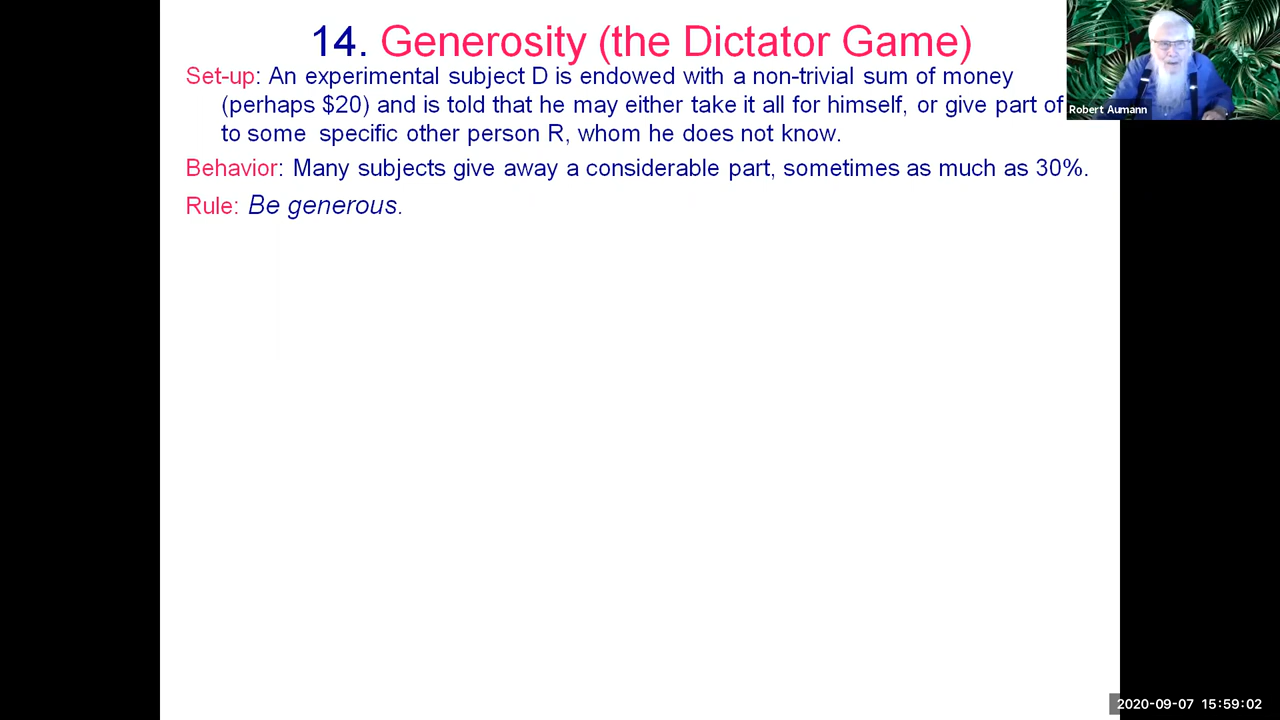 14. Generosity (the Dictator Game)
Set-up: An experimental subject D is endowed with a non-trivial sum of money
(perhaps $20) and is told that he may either take it all for himself, or give part of
to some specific other person R, whom he does not know.
Behavior: Many subjects give away a considerable part, sometimes as much as 30%.
Rule: Be generous.
Robert Aumann
2020-09-07 15:59:02